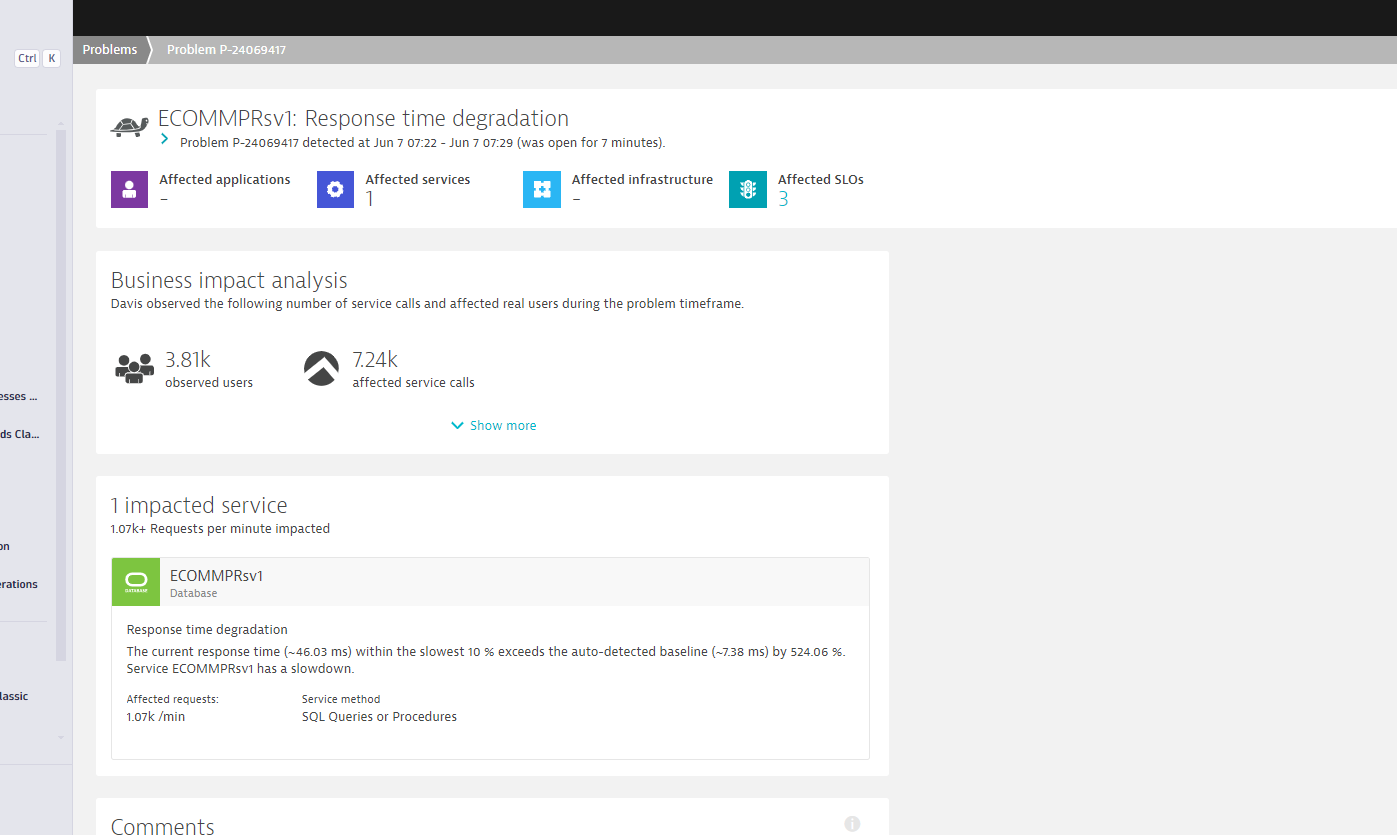 Ctrl K
Problems Problem P-24069417
ECOMMPRsv1: Response time degradation
Problem P-24069417 detected at Jun 7 07:22 - Jun 7 07:29 (was open for 7 minutes).
Affected applications
-
Affected services
1
Affected infrastructure
-
Affected SLOs
3
Business impact analysis
Davis observed the following number of service calls and affected real users during the problem timeframe.
3.81k
observed users
7.24k
affected service calls
Show more
1 impacted service
1.07k+ Requests per minute impacted
DATABASE
ECOMMPRsv1
Database
Response time degradation
The current response time (~46.03 ms) within the slowest 10 % exceeds the auto-detected baseline (~7.38 ms) by 524.06 %.
Service ECOMMPRsv1 has a slowdown.
Affected requests:
1.07k /min
Service method
SQL Queries or Procedures
Comments
esses ...
ds Cla...
on
erations
lassic